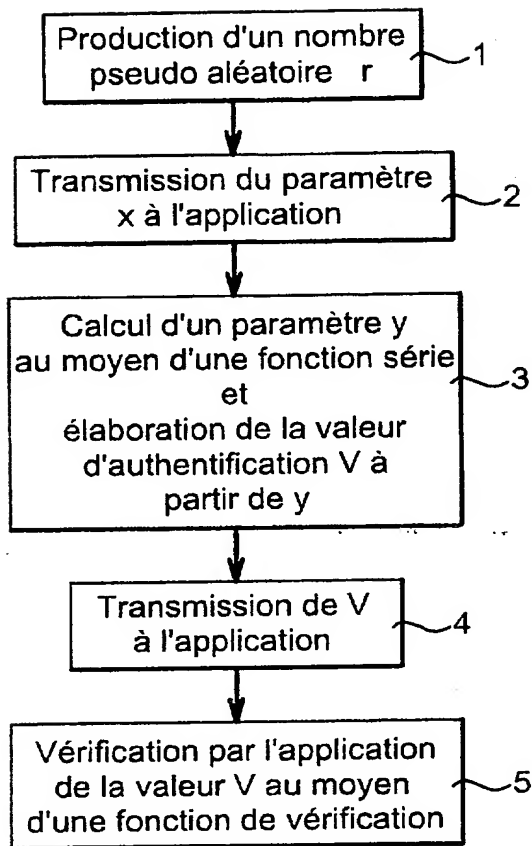 Production d'un nombre
pseudo aléatoire r
1
Transmission du paramètre
x à l'application
2
Calcul d'un paramètre y
au moyen d'une fonction série
et
élaboration de la valeur
d'authentification V à
partir de y
3
Transmission de V
à l'application
4
Vérification par l'application
de la valeur V au moyen
d'une fonction de vérification
5